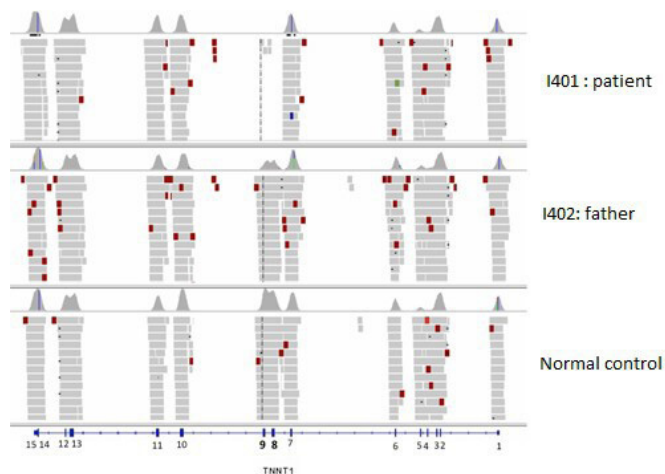 I401 : patient
I402: father
Normal control
15 14 12 13 11 10 9 8 7 6 5 4 3 2 1
TNNT1